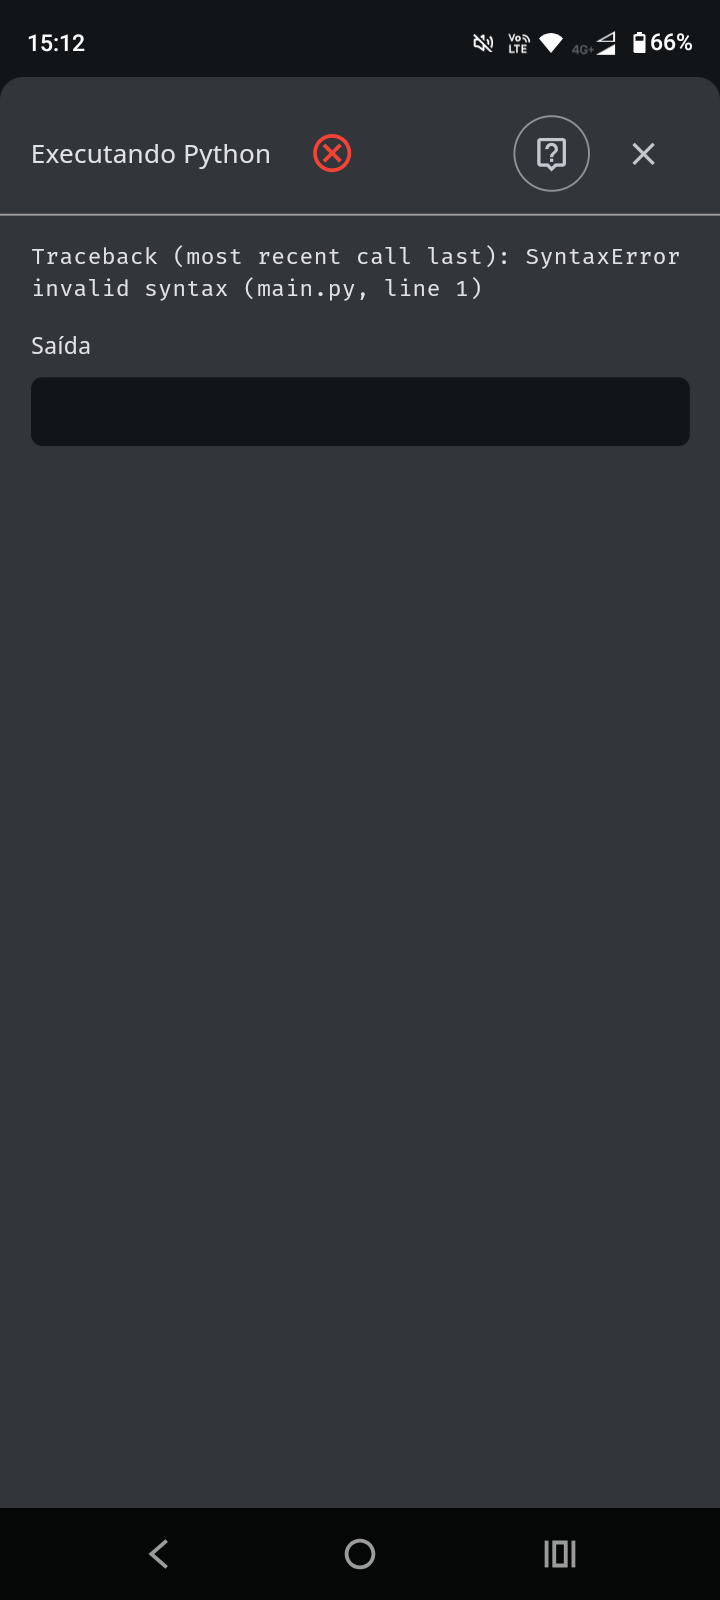 15:12
Vo LTE
4G+
66%
Executando Python
Traceback (most recent call last): SyntaxError
invalid syntax (main.py, line 1)
Saída